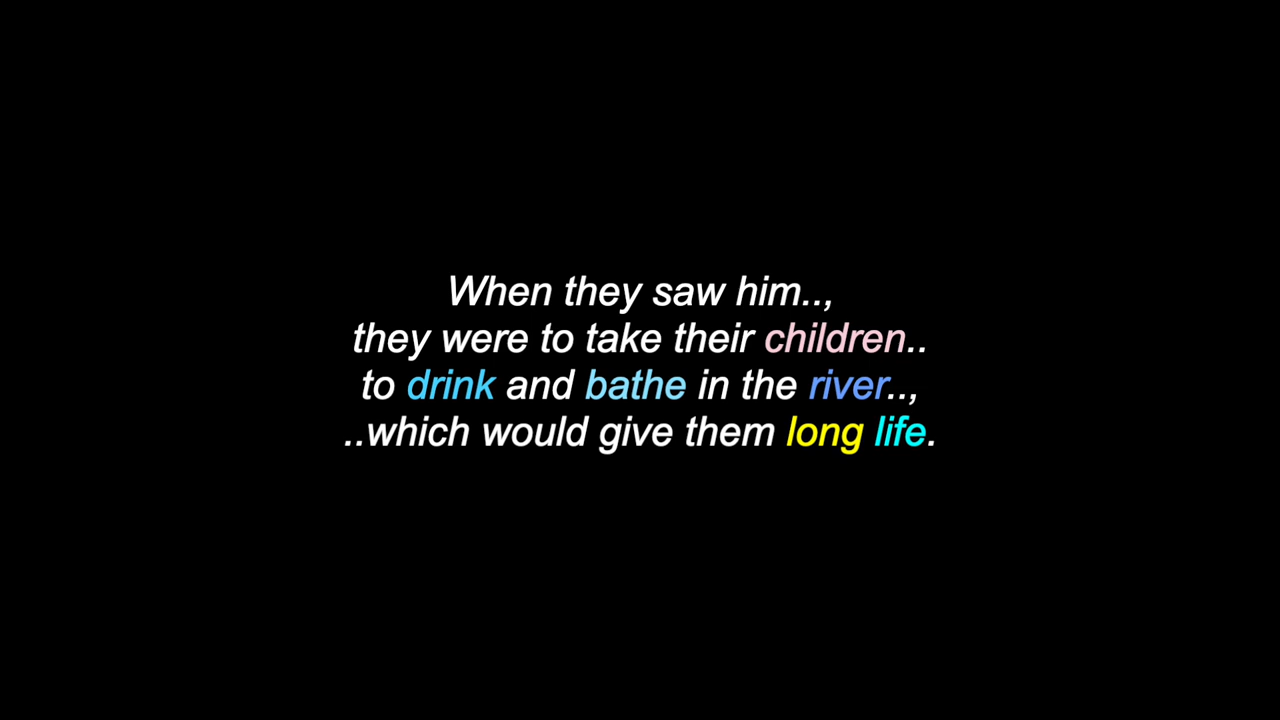 When they saw him..,
they were to take their children..
to drink and bathe in the river..,
..which would give them long life.